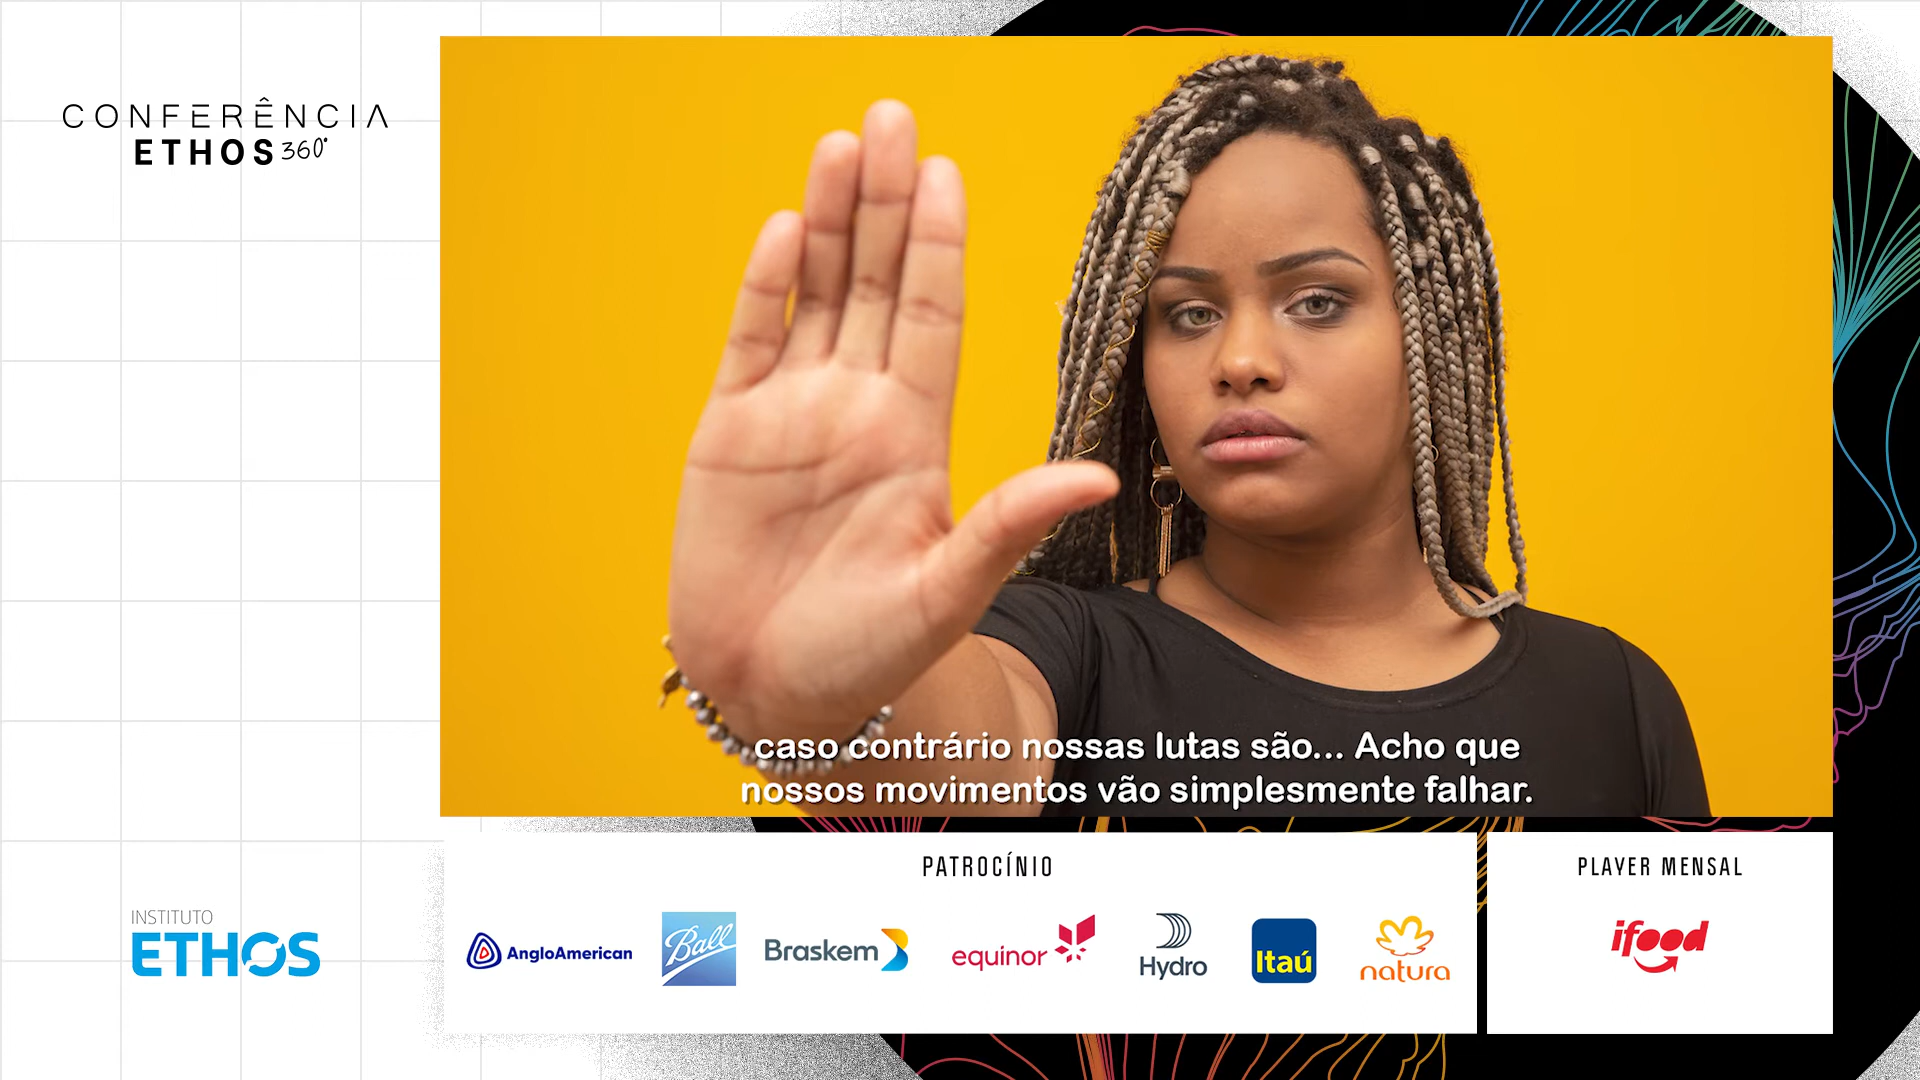 CONFERÊNCIA
ETHOS 360°
caso contrário nossas lutas são... Acho que
nossos movimentos vão simplesmente falhar.
PATROCÍNIO
PLAYER MENSAL
INSTITUTO
ETHOS
AngloAmerican
Ball
Braskem
equinor
Hydro
Itaú
natura
ifood